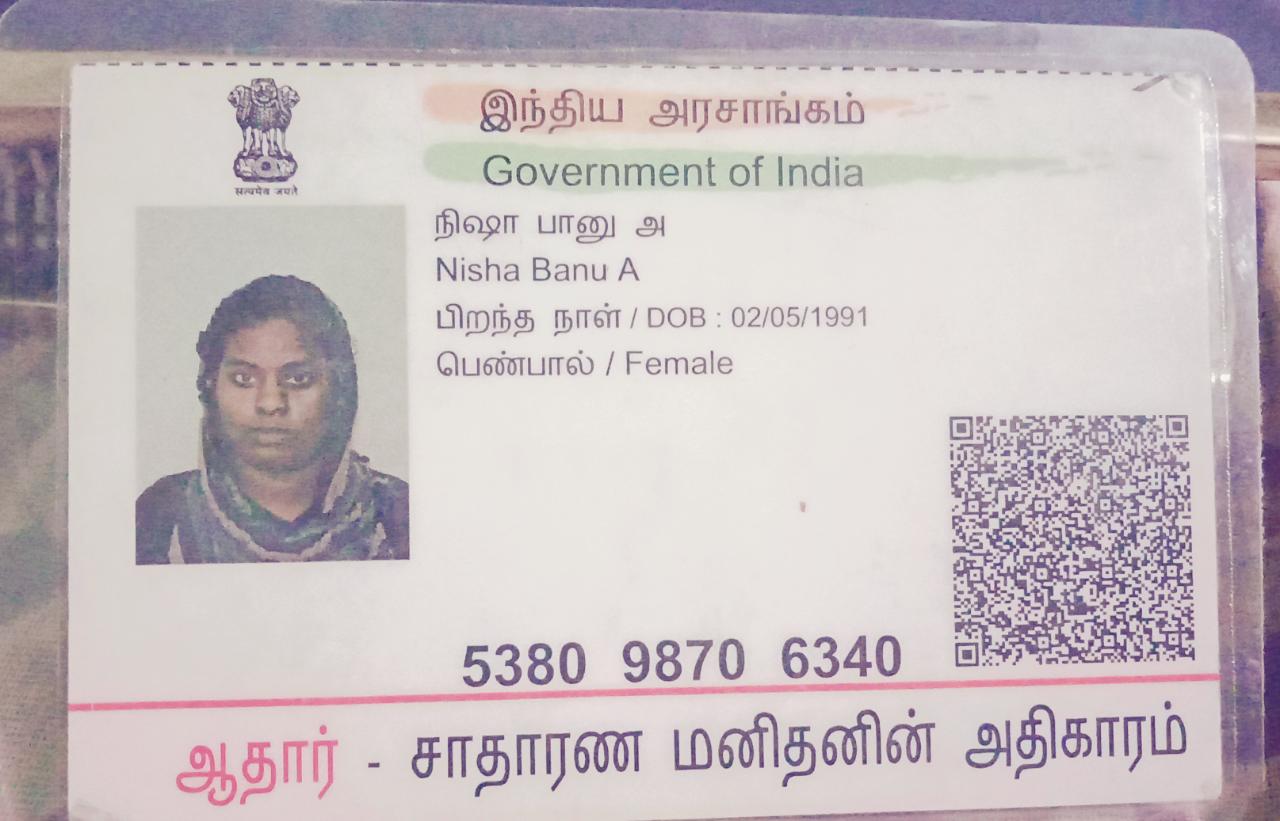 இந்திய அரசாங்கம்
Government of India
सत्यमेव जयते
நிஷா பானு அ
Nisha Banu A
பிறந்த நாள் / DOB : 02/05/1991
பெண்பால் / Female
5380 9870 6340
ஆதார் - சாதாரண மனிதனின் அதிகாரம்